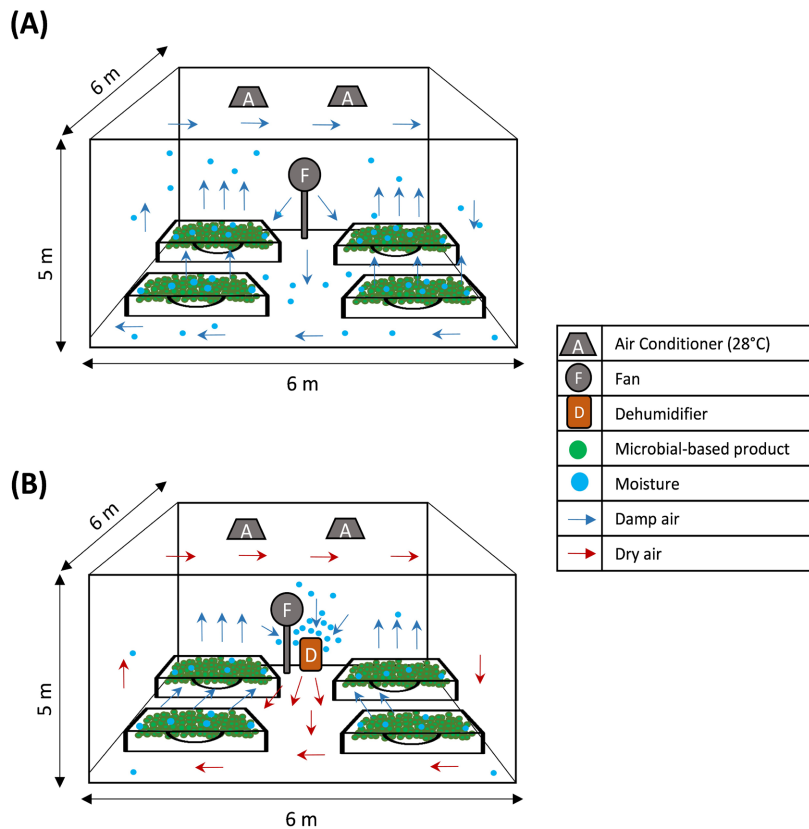 (A)
6 m
A A
F
5 m
6 m
A Air Conditioner (28°C)
F Fan
D Dehumidifier
Microbial-based product
Moisture
Damp air
Dry air
(B)
6 m
A A
F
D
5 m
6 m